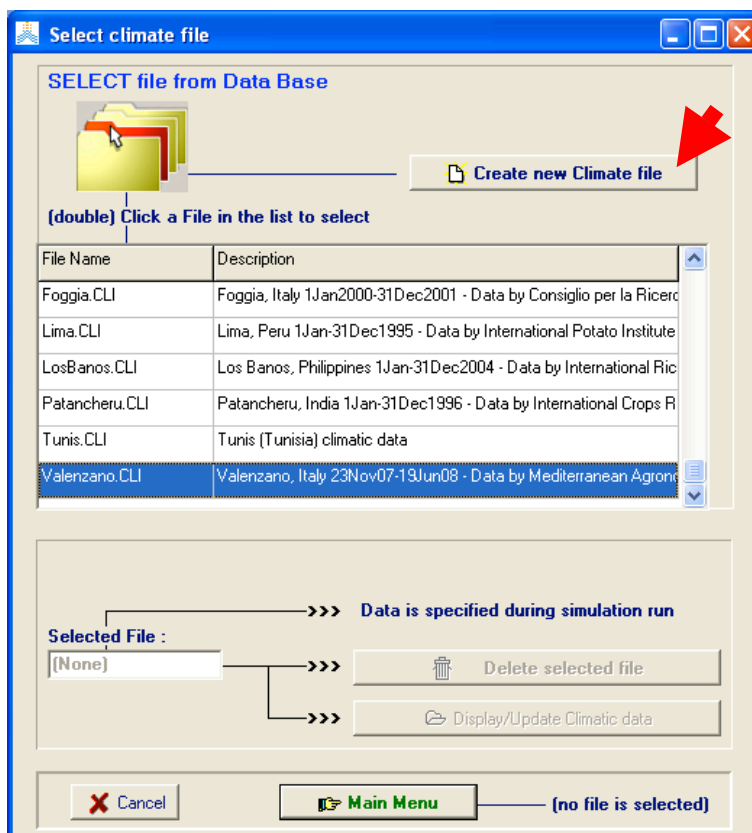 Select climate file
SELECT file from Data Base
Create new Climate file
(double) Click a File in the list to select
File Name Description
Foggia.CLI Foggia, Italy 1Jan2000-31Dec2001 - Data by Consiglio per la Ricerc
Lima.CLI Lima, Peru 1Jan-31Dec1995 - Data by International Potato Institute
LosBanos.CLI Los Banos, Philippines 1Jan-31Dec2004 - Data by International Ric
Patancheru.CLI Patancheru, India 1Jan-31Dec1996 - Data by International Crops R
Tunis.CLI Tunis (Tunisia) climatic data
Valenzano.CLI Valenzano, Italy 23Nov07-19Jun08 - Data by Mediterranean Agrono
>>> Data is specified during simulation run
Selected File :
(None) >>> Delete selected file
>>> Display/Update Climatic data
Cancel Main Menu (no file is selected)